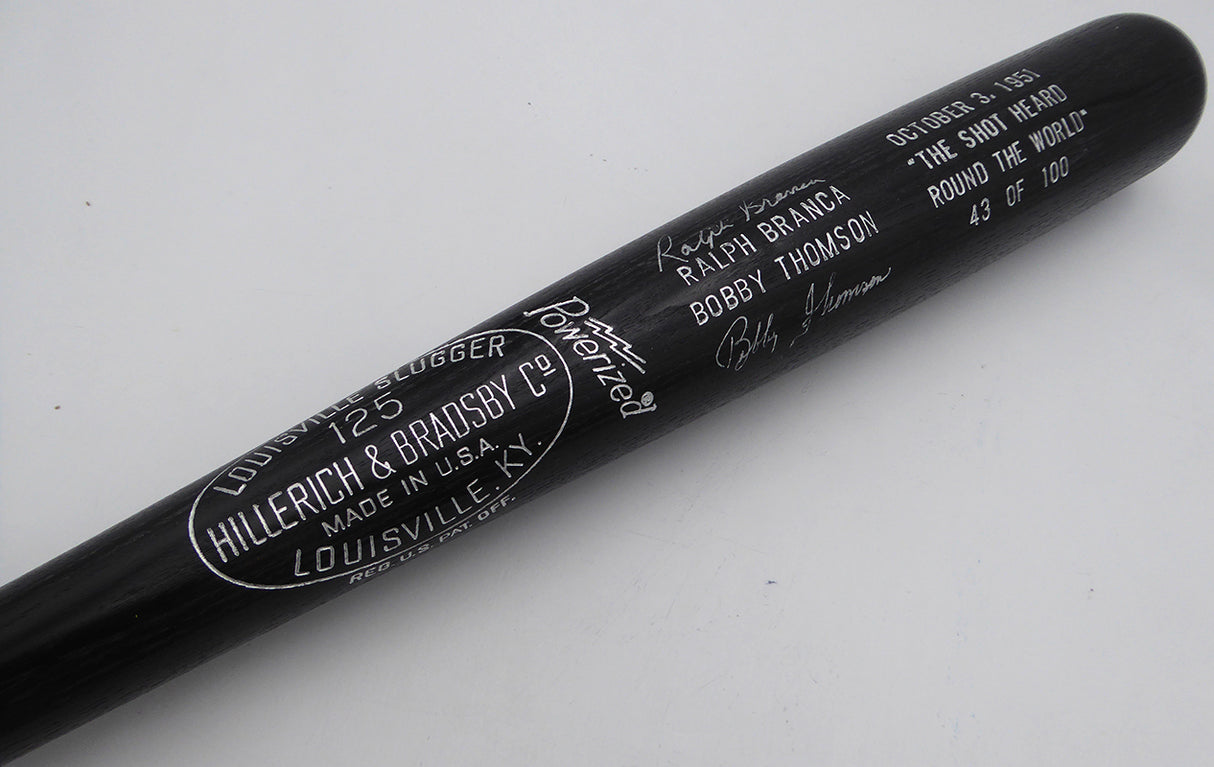 LOUISVILLE SLUGGER
125
HILLERICH & BRADSBY Cº
MADE IN U.S.A.
LOUISVILLE, KY.
REG. U.S. PAT. OFF.
Powerized®
Ralph Branca
RALPH BRANCA
BOBBY THOMSON
Bobby Thomson
OCTOBER 3, 1951
"THE SHOT HEARD
ROUND THE WORLD"
43 OF 100